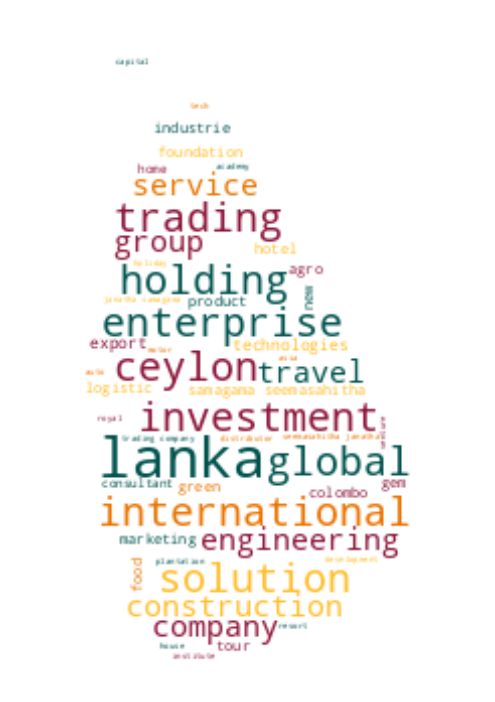 capital
tech
industrie
foundation
home academy
service
trading
group hotel
holiday
holding agro
janatha samagama product new
enterprise
export motor technologies
ceylon asia
auto travel
logistic samagama seemasahitha
royal investment
trading company distributor seemasahitha janatha
lanka global
consultant green colombo gem
international
marketing engineering
food plantation development
solution
construction
company resort
house tour
institute